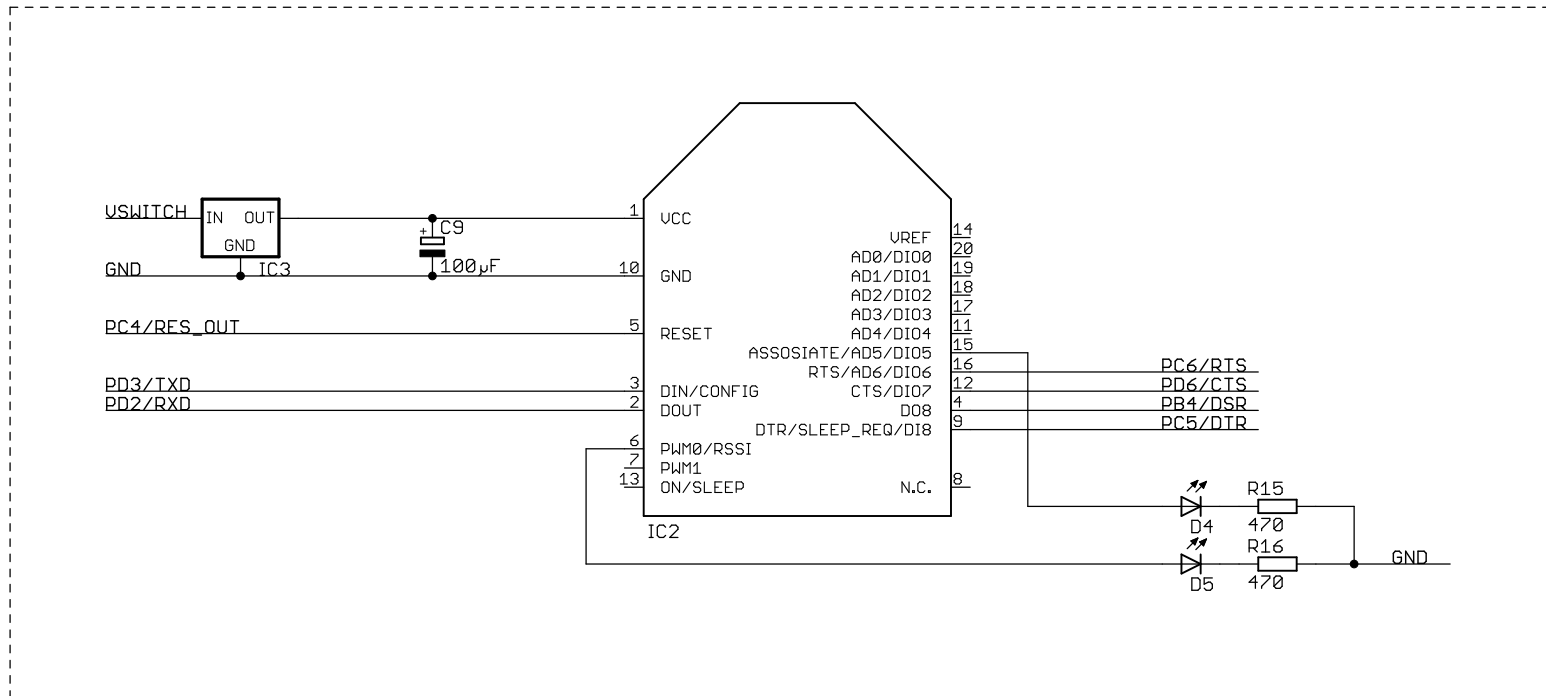 VSWITCH
IN OUT
GND
IC3
GND
+
C9
100µF
PC4/RES_OUT
PD3/TXD
PD2/RXD
1 VCC
10 GND
5 RESET
3 DIN/CONFIG
2 DOUT
6 PWM0/RSSI
7 PWM1
13 ON/SLEEP
VREF 14
AD0/DIO0 20
AD1/DIO1 19
AD2/DIO2 18
AD3/DIO3 17
AD4/DIO4 11
ASSOSIATE/AD5/DIO5 15
RTS/AD6/DIO6 16
CTS/DIO7 12
DO8 4
DTR/SLEEP_REQ/DI8 9
N.C. 8
IC2
PC6/RTS
PD6/CTS
PB4/DSR
PC5/DTR
D4
R15
470
D5
R16
470
GND